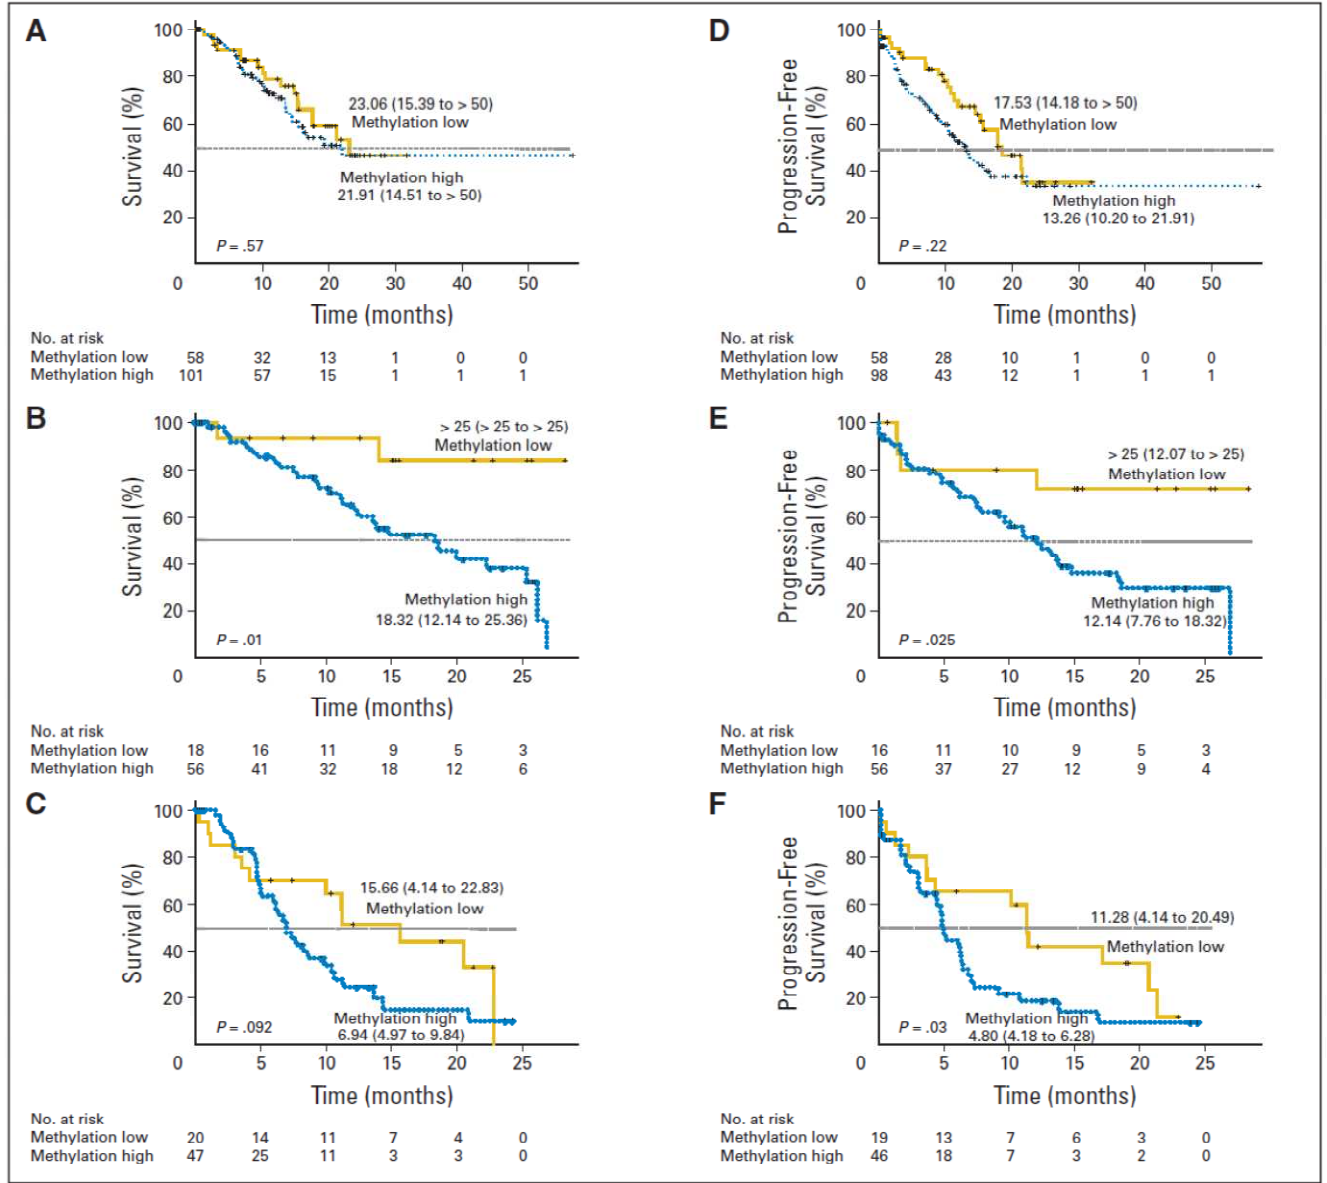 A
100
80
60
40
20
0
Survival (%)
23.06 (15.39 to > 50)
Methylation low
Methylation high
21.91 (14.51 to > 50)
P = .57
10 20 30 40 50
Time (months)
No. at risk
Methylation low 58 32 13 1 0 0
Methylation high 101 57 15 1 1 1
D
100
80
60
40
20
0
Progression-Free
Survival (%)
17.53 (14.18 to > 50)
Methylation low
Methylation high
13.26 (10.20 to 21.91)
P = .22
10 20 30 40 50
Time (months)
No. at risk
Methylation low 58 28 10 1 0 0
Methylation high 98 43 12 1 1 1
B
100
80
60
40
20
0
Survival (%)
> 25 (> 25 to > 25)
Methylation low
Methylation high
18.32 (12.14 to 25.36)
P = .01
5 10 15 20 25
Time (months)
No. at risk
Methylation low 18 16 11 9 5 3
Methylation high 56 41 32 18 12 6
E
100
80
60
40
20
0
Progression-Free
Survival (%)
> 25 (12.07 to > 25)
Methylation low
Methylation high
12.14 (7.76 to 18.32)
P = .025
5 10 15 20 25
Time (months)
No. at risk
Methylation low 16 11 10 9 5 3
Methylation high 56 37 27 12 9 4
C
100
80
60
40
20
0
Survival (%)
15.66 (4.14 to 22.83)
Methylation low
Methylation high
6.94 (4.97 to 9.84)
P = .092
5 10 15 20 25
Time (months)
No. at risk
Methylation low 20 14 11 7 4 0
Methylation high 47 25 11 3 3 0
F
100
80
60
40
20
0
Progression-Free
Survival (%)
11.28 (4.14 to 20.49)
Methylation low
Methylation high
4.80 (4.18 to 6.28)
P = .03
5 10 15 20 25
Time (months)
No. at risk
Methylation low 19 13 7 6 3 0
Methylation high 46 18 7 3 2 0